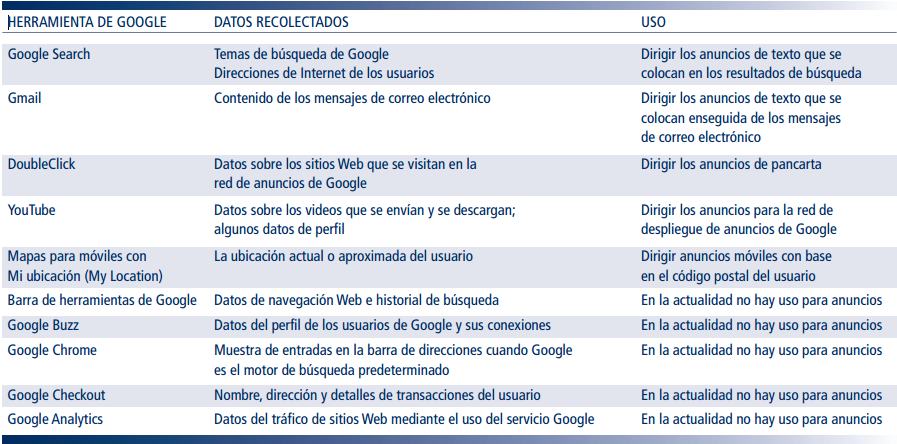 HERRAMIENTA DE GOOGLE DATOS RECOLECTADOS USO
Google Search Temas de búsqueda de Google Dirigir los anuncios de texto que se
Direcciones de Internet de los usuarios colocan en los resultados de búsqueda
Gmail Contenido de los mensajes de correo electrónico Dirigir los anuncios de texto que se
colocan enseguida de los mensajes
de correo electrónico
DoubleClick Datos sobre los sitios Web que se visitan en la Dirigir los anuncios de pancarta
red de anuncios de Google
YouTube Datos sobre los videos que se envían y se descargan; Dirigir los anuncios para la red de
algunos datos de perfil despliegue de anuncios de Google
Mapas para móviles con La ubicación actual o aproximada del usuario Dirigir anuncios móviles con base
Mi ubicación (My Location) en el código postal del usuario
Barra de herramientas de Google Datos de navegación Web e historial de búsqueda En la actualidad no hay uso para anuncios
Google Buzz Datos del perfil de los usuarios de Google y sus conexiones En la actualidad no hay uso para anuncios
Google Chrome Muestra de entradas en la barra de direcciones cuando Google En la actualidad no hay uso para anuncios
es el motor de búsqueda predeterminado
Google Checkout Nombre, dirección y detalles de transacciones del usuario En la actualidad no hay uso para anuncios
Google Analytics Datos del tráfico de sitios Web mediante el uso del servicio Google En la actualidad no hay uso para anuncios